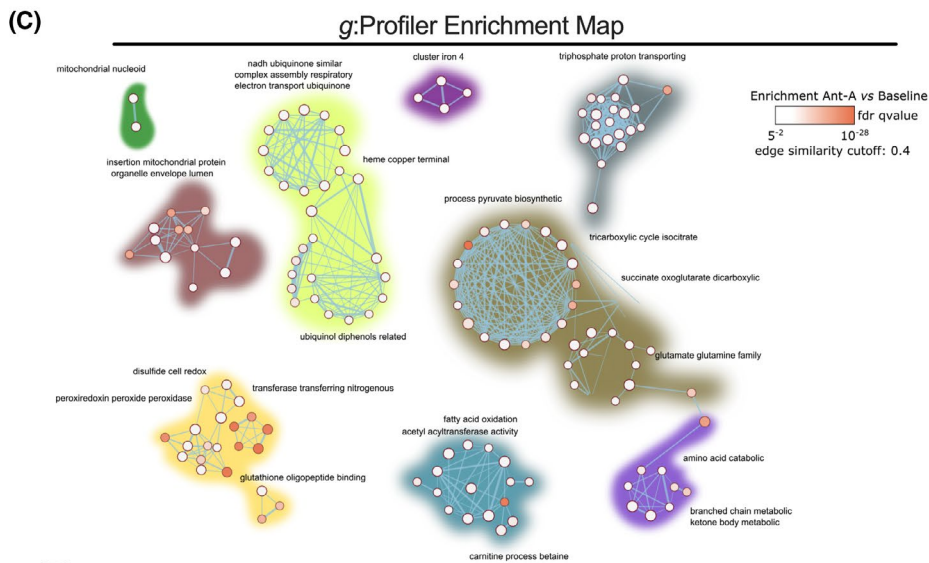 (C)
g:Profiler Enrichment Map
mitochondrial nucleoid
nadh ubiquinone similar
complex assembly respiratory
electron transport ubiquinone
cluster iron 4
triphosphate proton transporting
Enrichment Ant-A vs Baseline
fdr qvalue
5-2
10-28
edge similarity cutoff: 0.4
insertion mitochondrial protein
organelle envelope lumen
heme copper terminal
process pyruvate biosynthetic
tricarboxylic cycle isocitrate
succinate oxoglutarate dicarboxylic
ubiquinol diphenols related
glutamate glutamine family
disulfide cell redox
transferase transferring nitrogenous
peroxiredoxin peroxide peroxidase
fatty acid oxidation
acetyl acyltransferase activity
amino acid catabolic
glutathione oligopeptide binding
branched chain metabolic
ketone body metabolic
carnitine process betaine